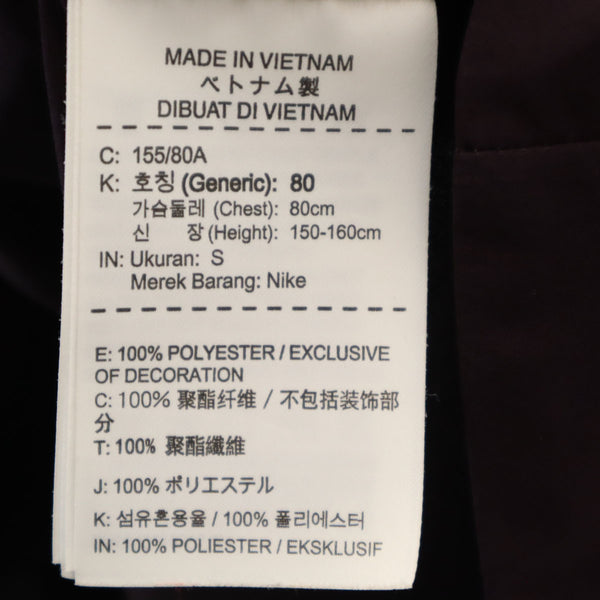 MADE IN VIETNAM
ベトナム製
DIBUAT DI VIETNAM
C: 155/80A
K: 호칭 (Generic): 80
가슴둘레 (Chest): 80cm
신 장 (Height): 150-160cm
IN: Ukuran: S
Merek Barang: Nike
E: 100% POLYESTER / EXCLUSIVE
OF DECORATION
C: 100% 聚酯纤维 / 不包括装饰部
分
T: 100% 聚酯纖維
J: 100% ポリエステル
K: 섬유혼용율 / 100% 폴리에스터
IN: 100% POLIESTER / EKSKLUSIF